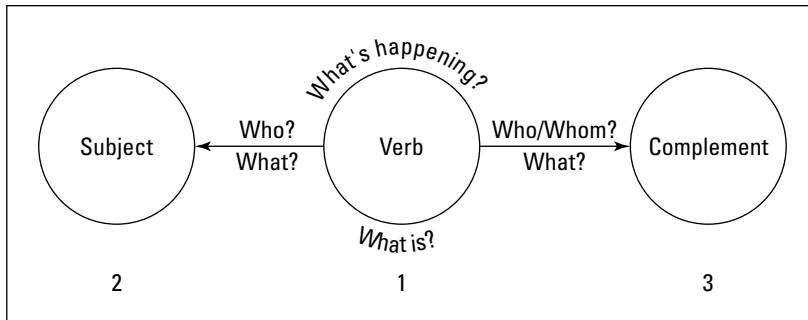 What's happening?
Subject
Who?
What?
Verb
Who/Whom?
What?
Complement
What is?
2
1
3